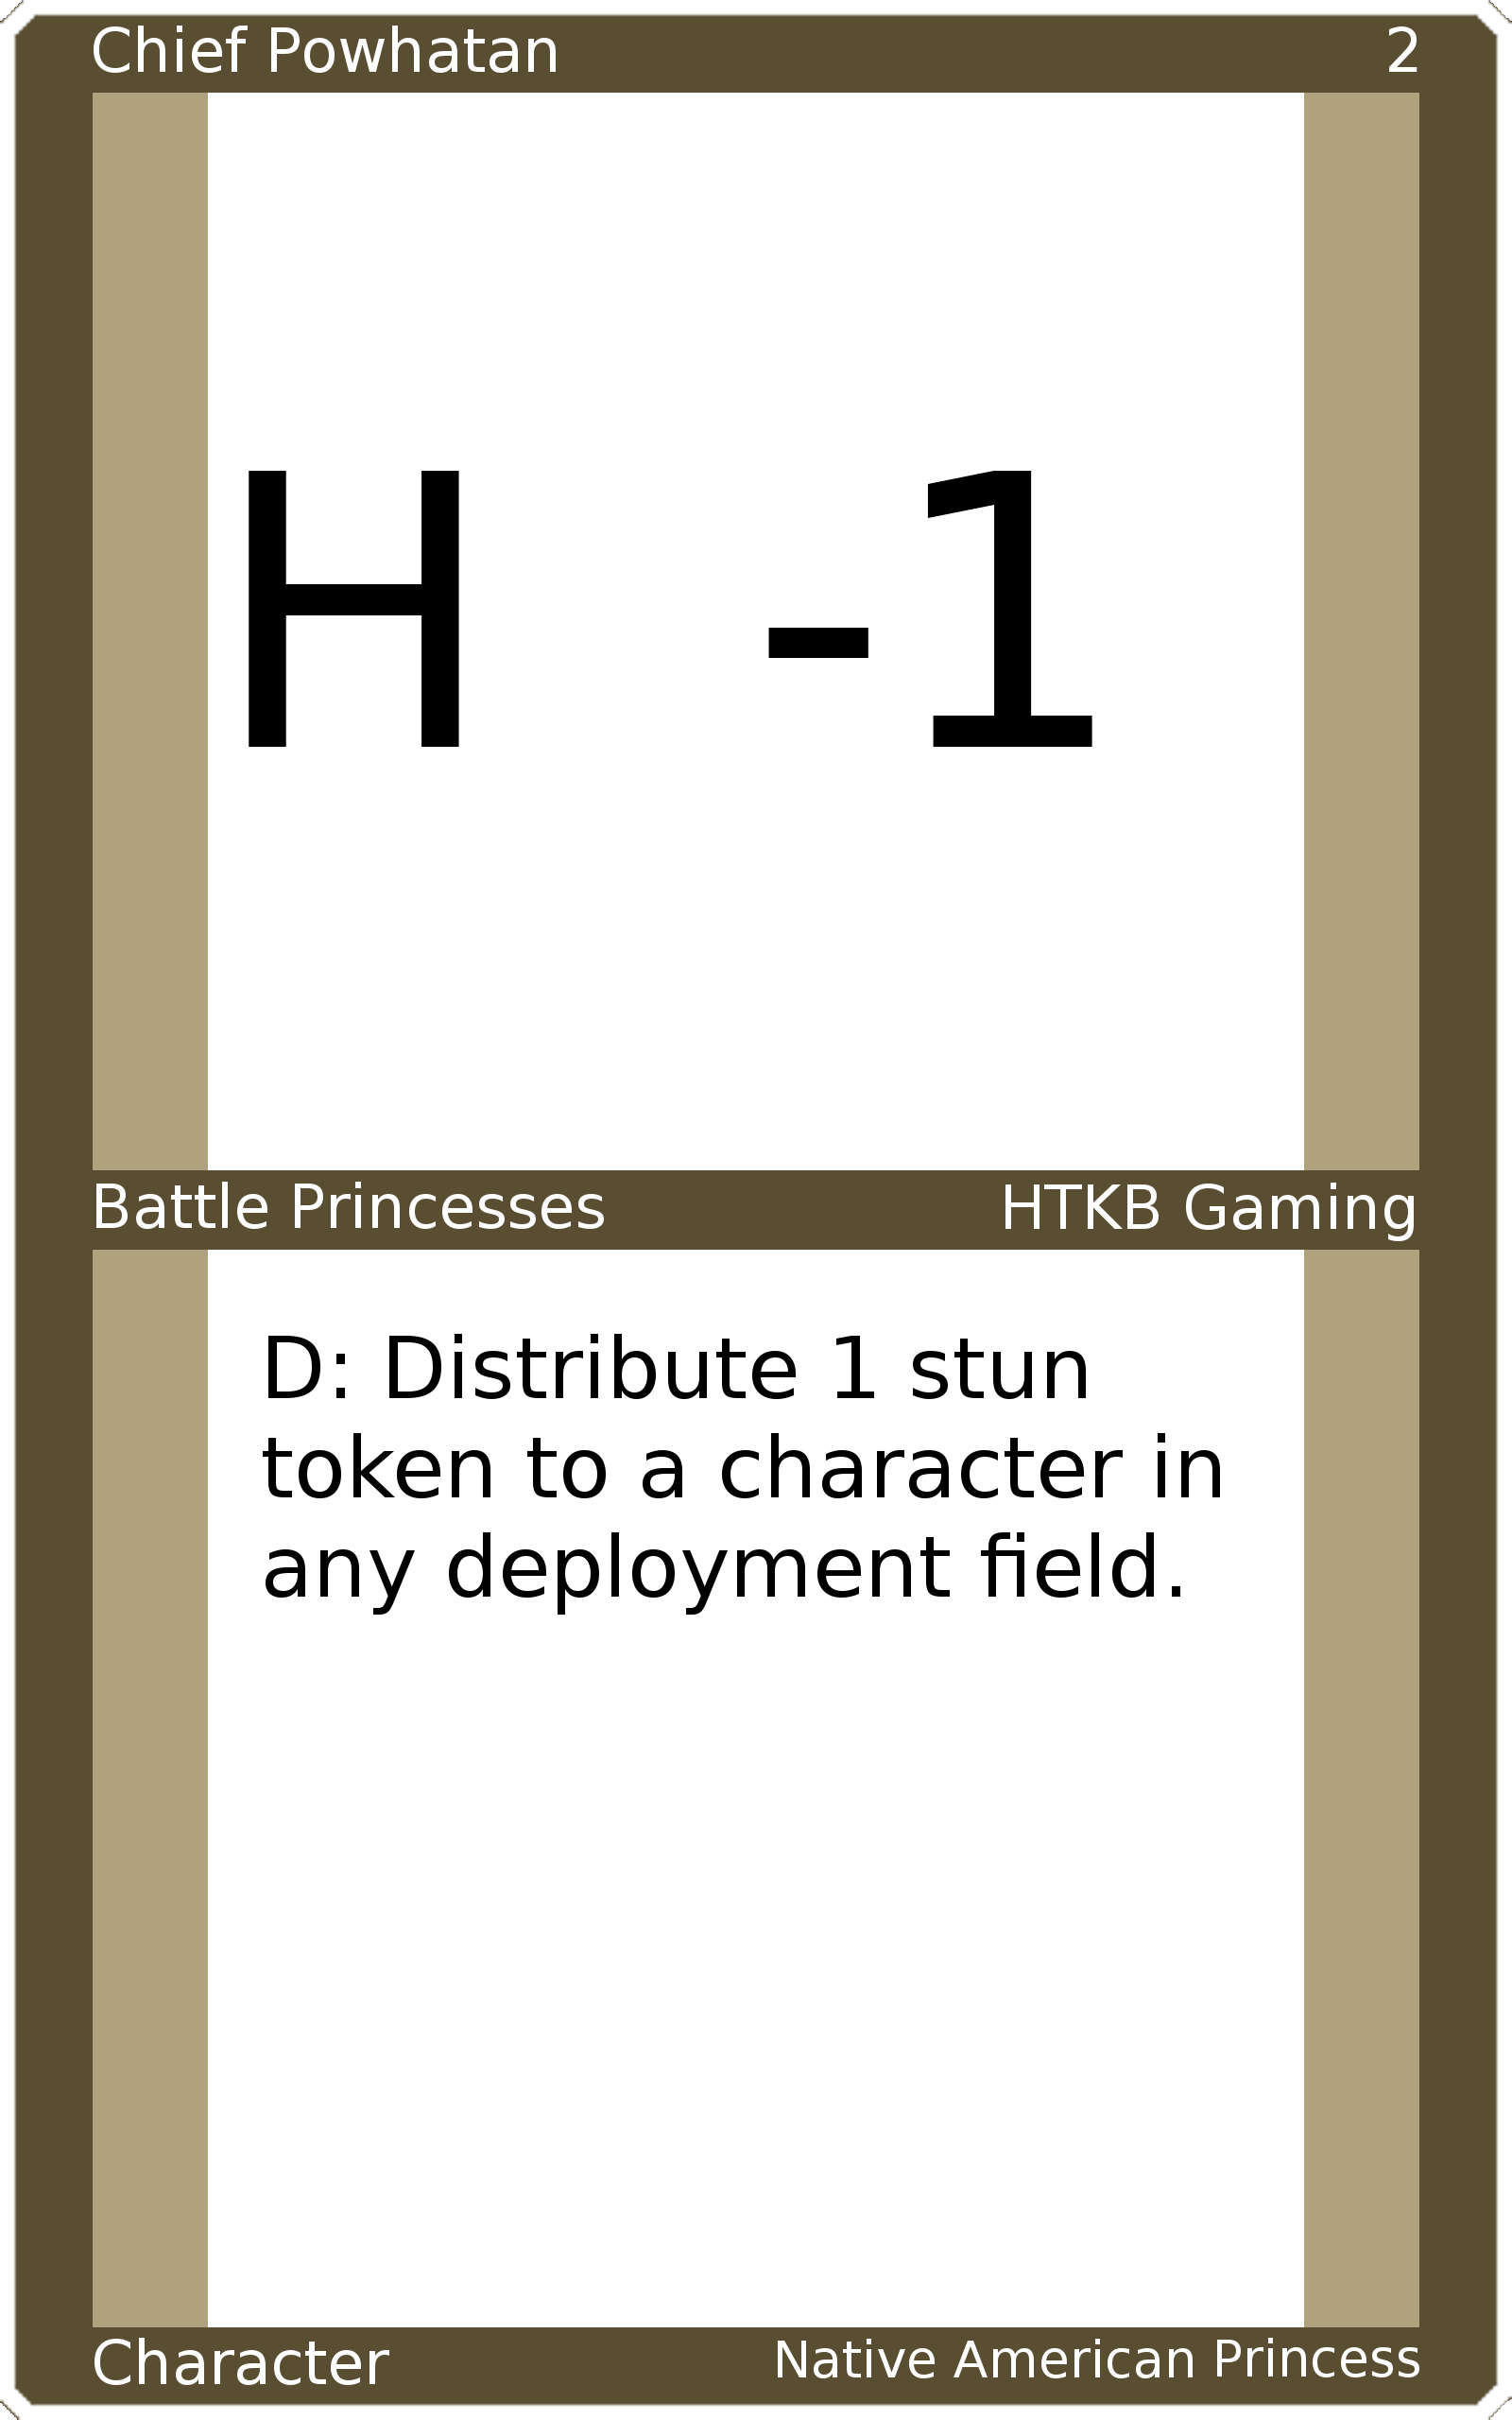 Chief Powhatan 2
H -1
Battle Princesses HTKB Gaming
D: Distribute 1 stun
token to a character in
any deployment field.
Character Native American Princess